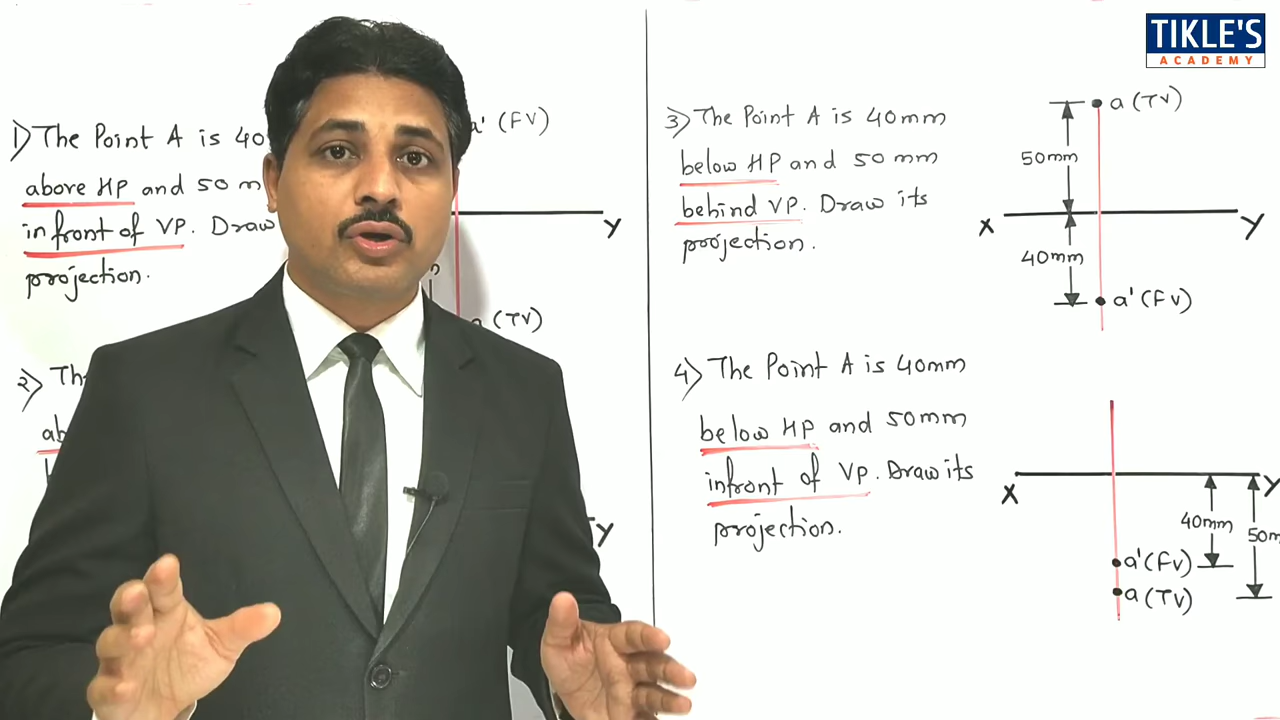 TIKLE'S
ACADEMY
1) The Point A is 40
above HP and 50 m
infront of VP. Draw
projection.
a' (FV)
Y
a (TV)
2) Th
Y
3) The Point A is 40mm
below HP and 50 mm
behind VP. Draw its
projection.
a (TV)
50mm
X
Y
40mm
a' (FV)
4) The Point A is 40mm
below HP and 50mm
infront of VP. Draw its
projection.
X
Y
40mm
50m
a' (FV)
a (TV)